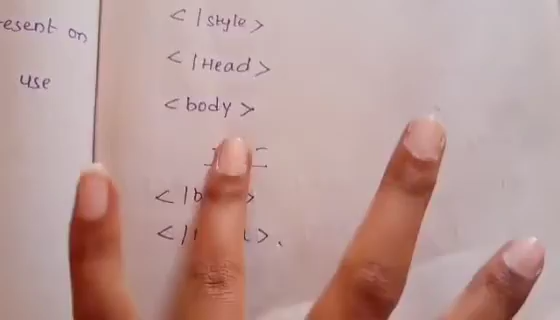 esent on
use
</style>
</Head>
<body>
</b
</